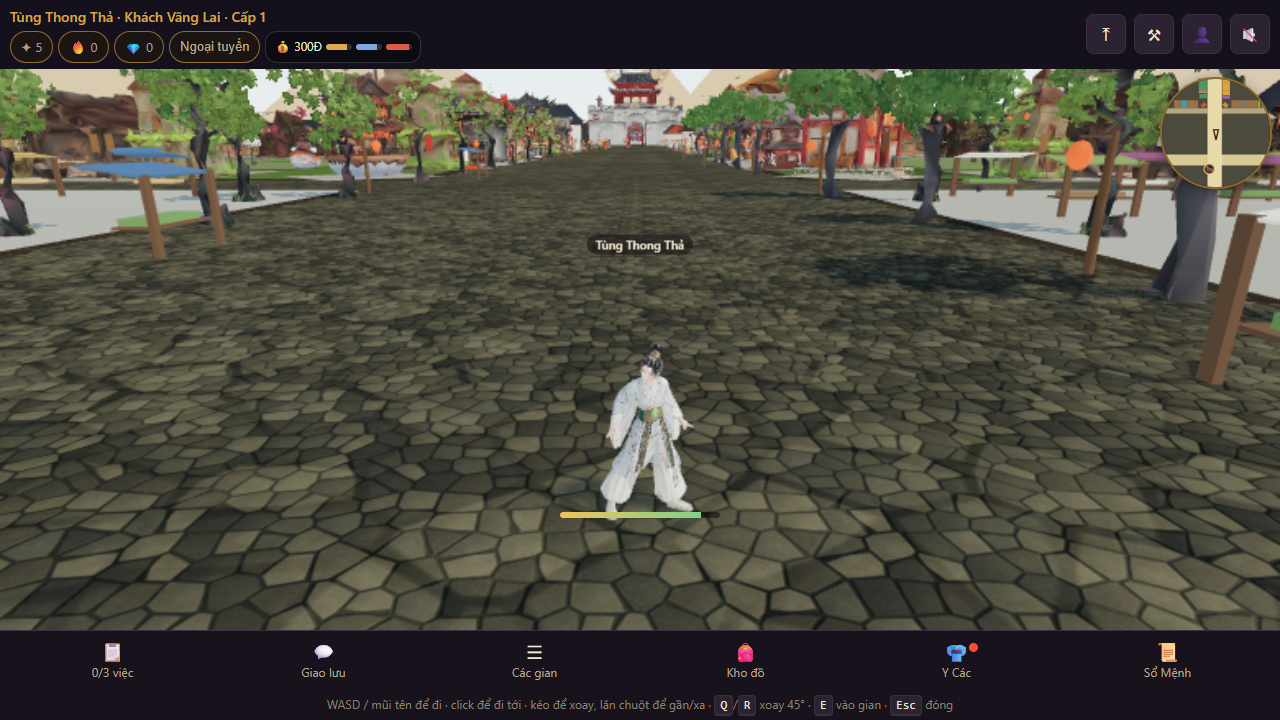 Tùng Thong Thả · Khách Vãng Lai · Cấp 1
5 0 0 Ngoại tuyến 300Đ
Tùng Thong Thả
0/3 việc Giao lưu Các gian Kho đồ Y Các Sổ Mệnh
WASD / mũi tên để đi · click để đi tới · kéo để xoay, lăn chuột để gần/xa · Q/R xoay 45° · E vào gian · Esc đóng